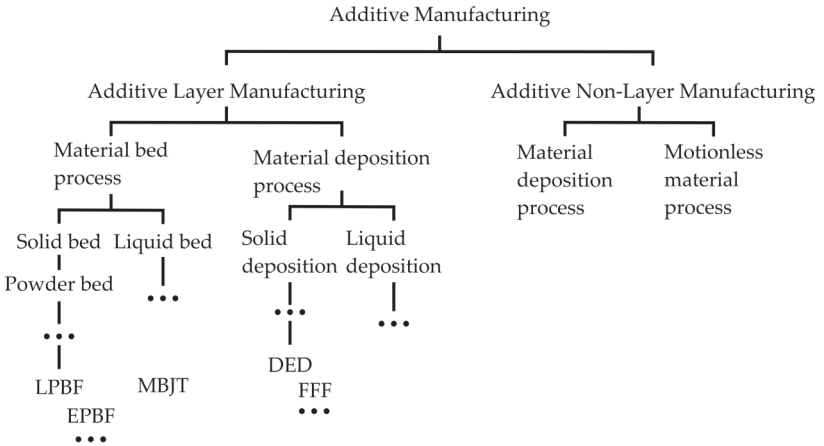 Additive Manufacturing
Additive Layer Manufacturing
Additive Non-Layer Manufacturing
Material bed
process
Material deposition
process
Material
deposition
process
Motionless
material
process
Solid bed
Liquid bed
Solid
deposition
Liquid
deposition
Powder bed
•••
•••
•••
•••
DED
LPBF
MBJT
FFF
EPBF
•••
•••